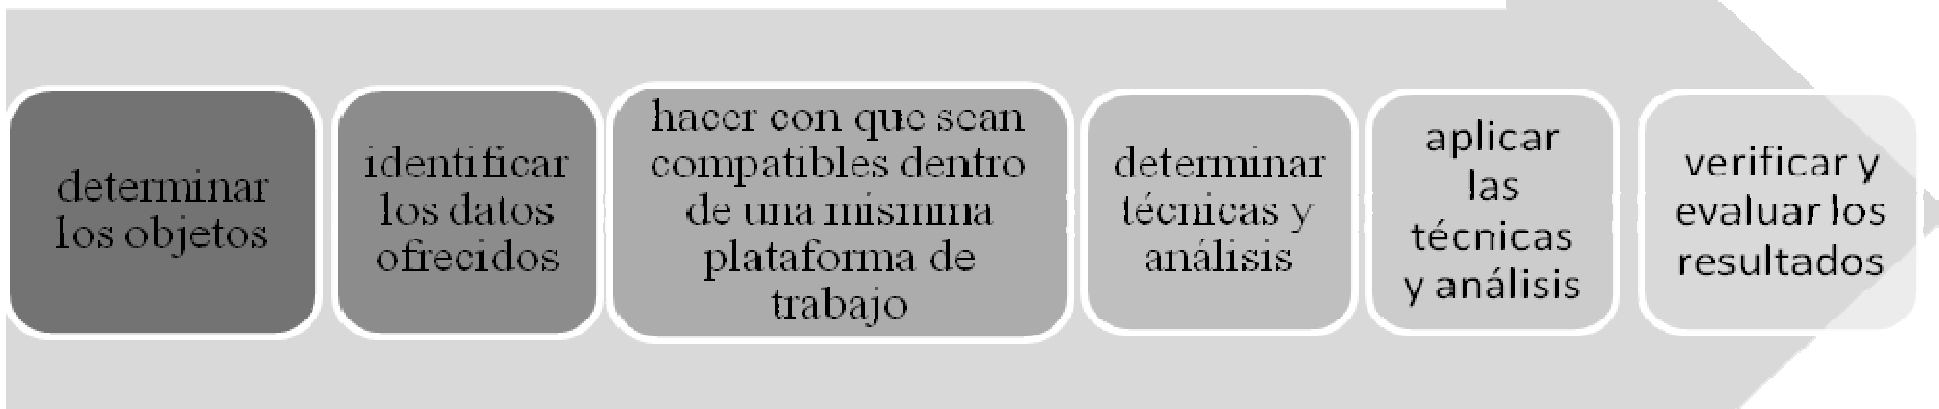 determinar
los objetos
identificar
los datos
ofrecidos
hacer con que sean
compatibles dentro
de una mismma
plataforma de
trabajo
determinar
técnicas y
análisis
aplicar
las
técnicas
y análisis
verificar y
evaluar los
resultados